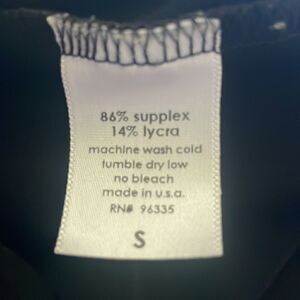 86% supplex
14% lycra
machine wash cold
tumble dry low
no bleach
made in u.s.a.
RN# 96335
S